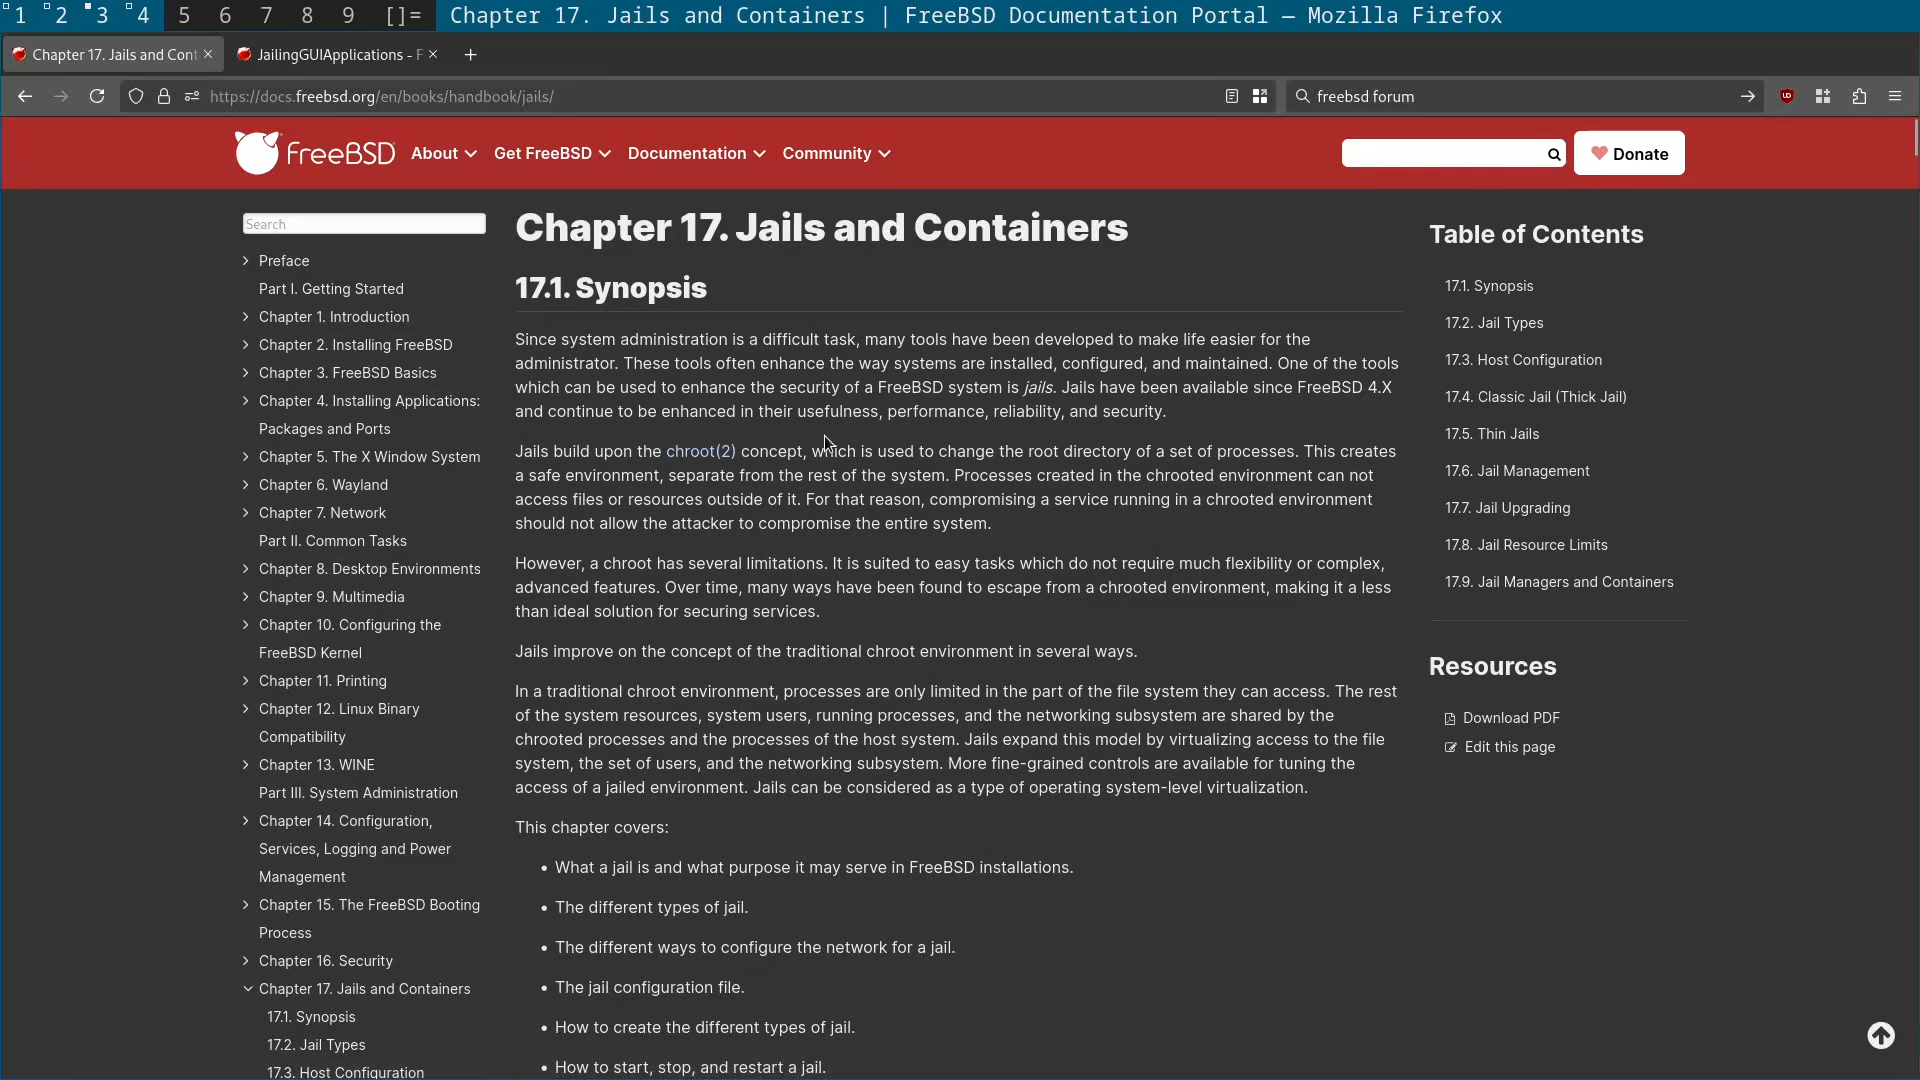 1 2 3 4 5 6 7 8 9 []= Chapter 17. Jails and Containers | FreeBSD Documentation Portal — Mozilla Firefox
Chapter 17. Jails and Cont
JailingGUIApplications - F
https://docs.freebsd.org/en/books/handbook/jails/
freebsd forum
FreeBSD
About
Get FreeBSD
Documentation
Community
Donate
Search
Preface
Part I. Getting Started
Chapter 1. Introduction
Chapter 2. Installing FreeBSD
Chapter 3. FreeBSD Basics
Chapter 4. Installing Applications:
Packages and Ports
Chapter 5. The X Window System
Chapter 6. Wayland
Chapter 7. Network
Part II. Common Tasks
Chapter 8. Desktop Environments
Chapter 9. Multimedia
Chapter 10. Configuring the
FreeBSD Kernel
Chapter 11. Printing
Chapter 12. Linux Binary
Compatibility
Chapter 13. WINE
Part III. System Administration
Chapter 14. Configuration,
Services, Logging and Power
Management
Chapter 15. The FreeBSD Booting
Process
Chapter 16. Security
Chapter 17. Jails and Containers
17.1. Synopsis
17.2. Jail Types
17.3. Host Configuration
Chapter 17. Jails and Containers
17.1. Synopsis
Since system administration is a difficult task, many tools have been developed to make life easier for the
administrator. These tools often enhance the way systems are installed, configured, and maintained. One of the tools
which can be used to enhance the security of a FreeBSD system is jails. Jails have been available since FreeBSD 4.X
and continue to be enhanced in their usefulness, performance, reliability, and security.
Jails build upon the chroot(2) concept, which is used to change the root directory of a set of processes. This creates
a safe environment, separate from the rest of the system. Processes created in the chrooted environment can not
access files or resources outside of it. For that reason, compromising a service running in a chrooted environment
should not allow the attacker to compromise the entire system.
However, a chroot has several limitations. It is suited to easy tasks which do not require much flexibility or complex,
advanced features. Over time, many ways have been found to escape from a chrooted environment, making it a less
than ideal solution for securing services.
Jails improve on the concept of the traditional chroot environment in several ways.
In a traditional chroot environment, processes are only limited in the part of the file system they can access. The rest
of the system resources, system users, running processes, and the networking subsystem are shared by the
chrooted processes and the processes of the host system. Jails expand this model by virtualizing access to the file
system, the set of users, and the networking subsystem. More fine-grained controls are available for tuning the
access of a jailed environment. Jails can be considered as a type of operating system-level virtualization.
This chapter covers:
• What a jail is and what purpose it may serve in FreeBSD installations.
• The different types of jail.
• The different ways to configure the network for a jail.
• The jail configuration file.
• How to create the different types of jail.
• How to start, stop, and restart a jail.
Table of Contents
17.1. Synopsis
17.2. Jail Types
17.3. Host Configuration
17.4. Classic Jail (Thick Jail)
17.5. Thin Jails
17.6. Jail Management
17.7. Jail Upgrading
17.8. Jail Resource Limits
17.9. Jail Managers and Containers
Resources
Download PDF
Edit this page